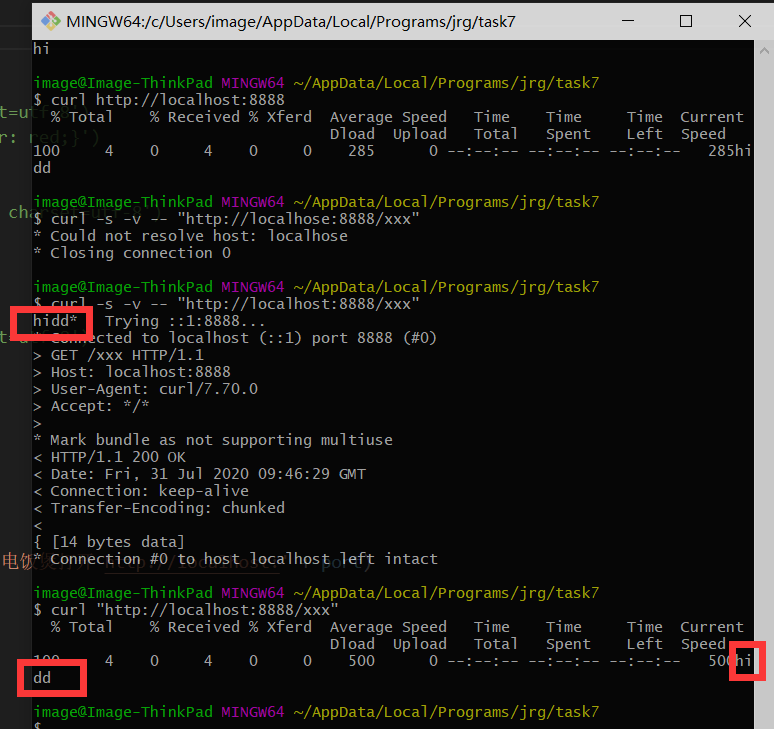 MINGW64:/c/Users/image/AppData/Local/Programs/jrg/task7
hi
image@Image-ThinkPad MINGW64 ~/AppData/Local/Programs/jrg/task7
$ curl http://localhost:8888
% Total % Received % Xferd Average Speed Time Time Time Current
Dload Upload Total Spent Left Speed
100 4 0 4 0 0 285 0 --:--:-- --:--:-- --:--:-- 285hi
dd
image@Image-ThinkPad MINGW64 ~/AppData/Local/Programs/jrg/task7
$ curl -s -v -- "http://localhose:8888/xxx"
* Could not resolve host: localhose
* Closing connection 0
image@Image-ThinkPad MINGW64 ~/AppData/Local/Programs/jrg/task7
$ curl -s -v -- "http://localhost:8888/xxx"
hidd* Trying ::1:8888...
* Connected to localhost (::1) port 8888 (#0)
> GET /xxx HTTP/1.1
> Host: localhost:8888
> User-Agent: curl/7.70.0
> Accept: */*
>
* Mark bundle as not supporting multiuse
< HTTP/1.1 200 OK
< Date: Fri, 31 Jul 2020 09:46:29 GMT
< Connection: keep-alive
< Transfer-Encoding: chunked
<
{ [14 bytes data]
* Connection #0 to host localhost left intact
image@Image-ThinkPad MINGW64 ~/AppData/Local/Programs/jrg/task7
$ curl "http://localhost:8888/xxx"
% Total % Received % Xferd Average Speed Time Time Time Current
Dload Upload Total Spent Left Speed
100 4 0 4 0 0 500 0 --:--:-- --:--:-- --:--:-- 500hi
dd
image@Image-ThinkPad MINGW64 ~/AppData/Local/Programs/jrg/task7
$